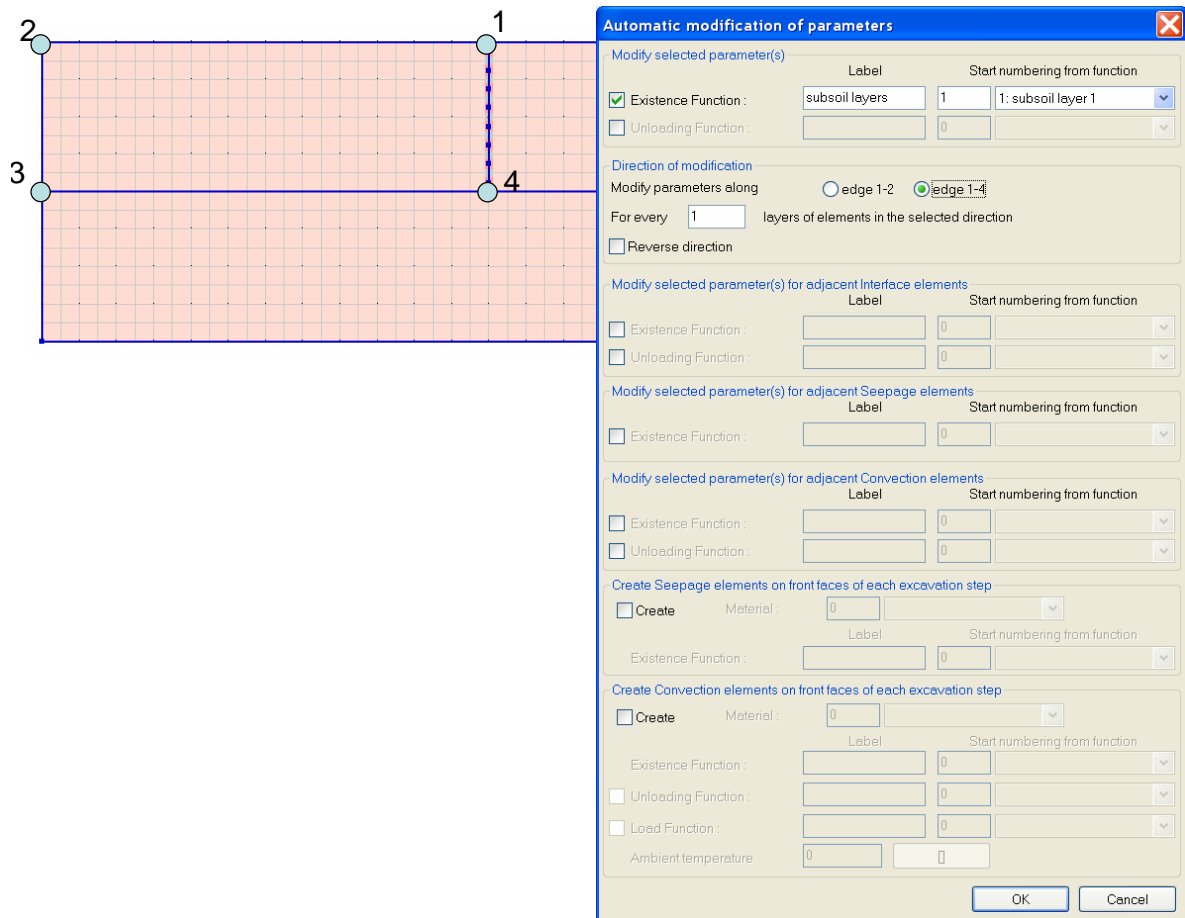 2
1
3
4
Automatic modification of parameters
Modify selected parameter(s)
Label Start numbering from function
Existence Function : subsoil layers 1 1: subsoil layer 1
Unloading Function : 0
Direction of modification
Modify parameters along edge 1-2 edge 1-4
For every 1 layers of elements in the selected direction
Reverse direction
Modify selected parameter(s) for adjacent Interface elements
Label Start numbering from function
Existence Function : 0
Unloading Function : 0
Modify selected parameter(s) for adjacent Seepage elements
Label Start numbering from function
Existence Function : 0
Modify selected parameter(s) for adjacent Convection elements
Label Start numbering from function
Existence Function : 0
Unloading Function : 0
Create Seepage elements on front faces of each excavation step
Create Material : 0
Label Start numbering from function
Existence Function : 0
Create Convection elements on front faces of each excavation step
Create Material : 0
Label Start numbering from function
Existence Function : 0
Unloading Function : 0
Load Function : 0
Ambient temperature 0 []
OK Cancel